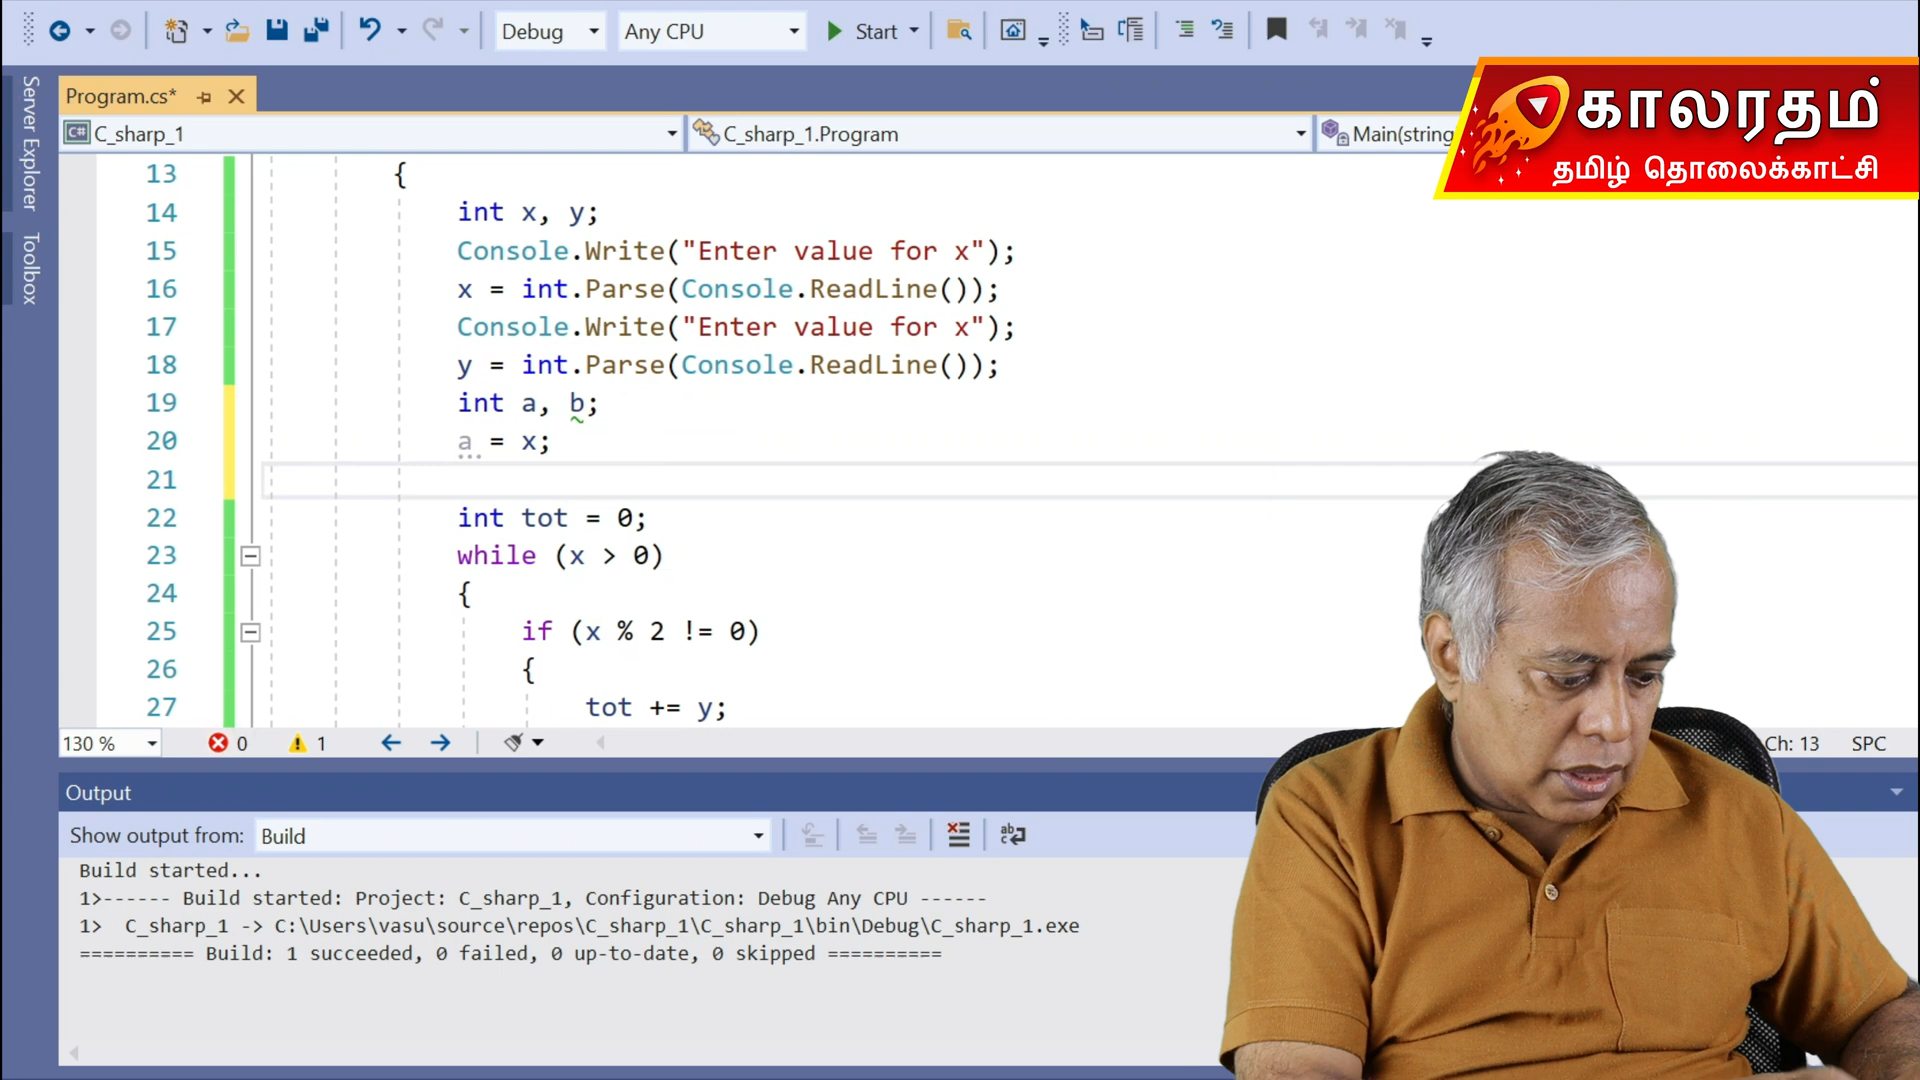 Debug
Any CPU
Start
காலரதம்
தமிழ் தொலைக்காட்சி
Server Explorer
Toolbox
Program.cs*
C# C_sharp_1
C_sharp_1.Program
Main(string
13 {
14 int x, y;
15 Console.Write("Enter value for x");
16 x = int.Parse(Console.ReadLine());
17 Console.Write("Enter value for x");
18 y = int.Parse(Console.ReadLine());
19 int a, b;
20 a = x;
21
22 int tot = 0;
23 while (x > 0)
24 {
25 if (x % 2 != 0)
26 {
27 tot += y;
130 %
0
1
Ch: 13
SPC
Output
Show output from:
Build
Build started...
1>------ Build started: Project: C_sharp_1, Configuration: Debug Any CPU ------
1>  C_sharp_1 -> C:\Users\vasu\source\repos\C_sharp_1\C_sharp_1\bin\Debug\C_sharp_1.exe
========== Build: 1 succeeded, 0 failed, 0 up-to-date, 0 skipped ==========